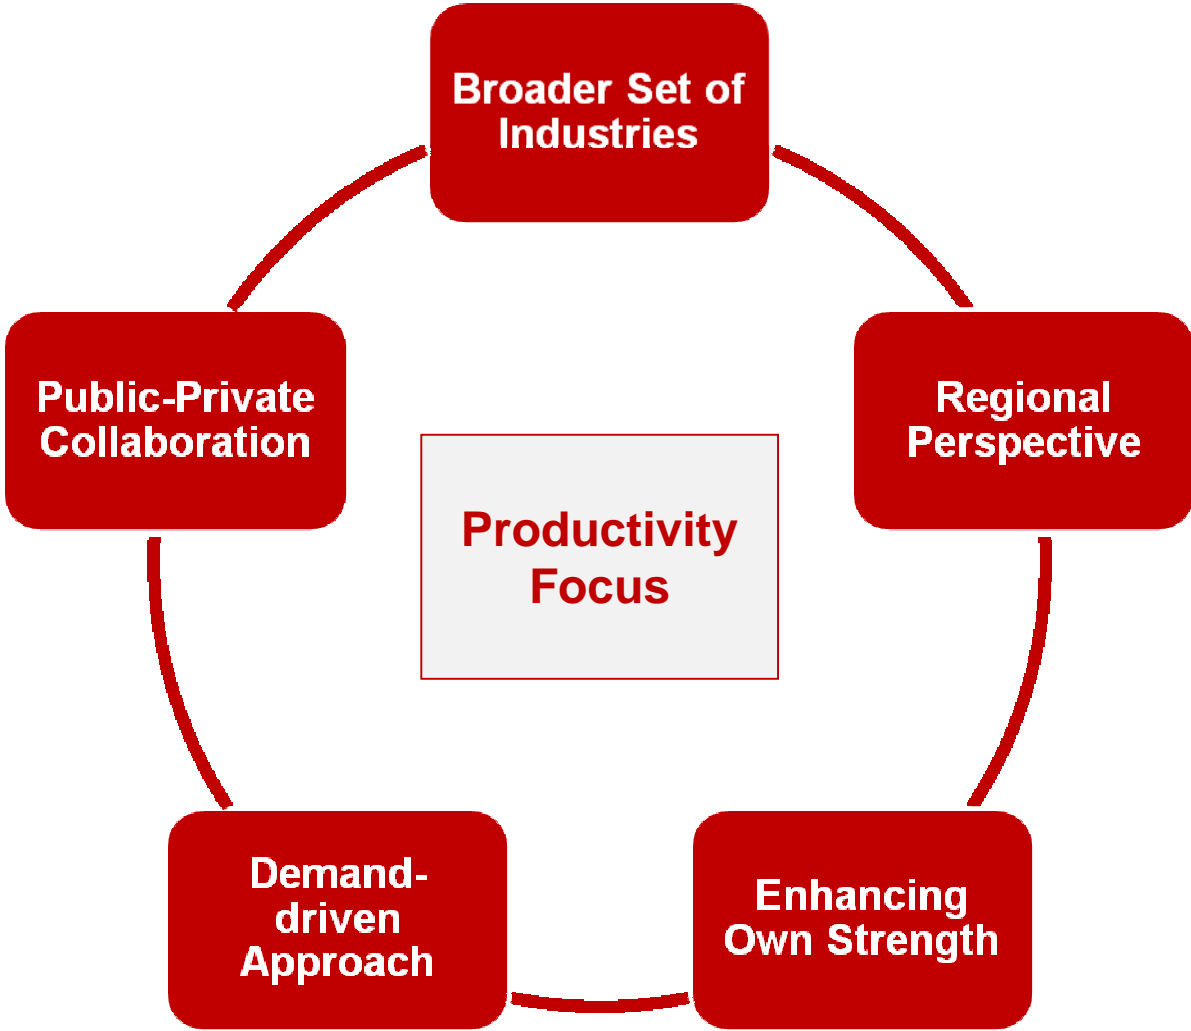 Broader Set of
Industries
Public-Private
Collaboration
Regional
Perspective
Productivity
Focus
Demand-
driven
Approach
Enhancing
Own Strength